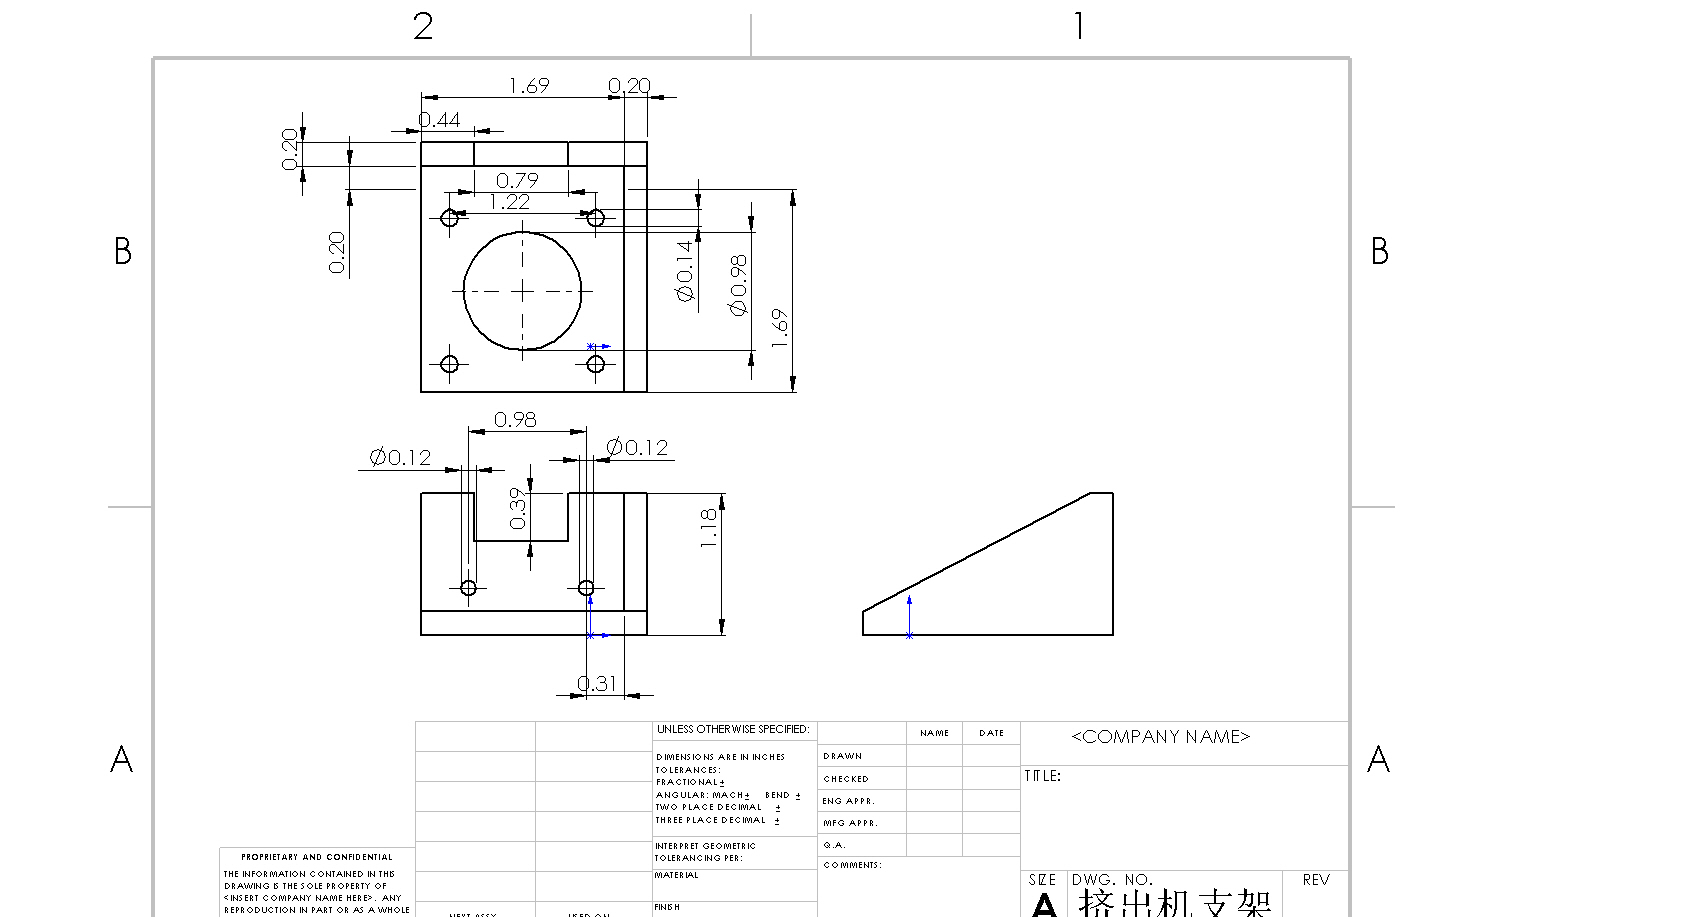 2
1
1.69
0.20
0.44
0.20
0.79
1.22
B
B
0.20
Ø0.14
Ø0.98
1.69
0.98
Ø0.12
Ø0.12
0.39
1.18
0.31
A
A
UNLESS OTHERWISE SPECIFIED:
DIMENSIONS ARE IN INCHES
TOLERANCES:
FRACTIONAL±
ANGULAR: MACH± BEND ±
TWO PLACE DECIMAL ±
THREE PLACE DECIMAL ±
INTERPRET GEOMETRIC
TOLERANCING PER:
MATERIAL
FINISH
NAME
DATE
DRAWN
CHECKED
ENG APPR.
MFG APPR.
Q.A.
COMMENTS:
<COMPANY NAME>
TITLE:
SIZE
DWG. NO.
REV
A
挤出机支架
PROPRIETARY AND CONFIDENTIAL
THE INFORMATION CONTAINED IN THIS
DRAWING IS THE SOLE PROPERTY OF
<INSERT COMPANY NAME HERE>. ANY
REPRODUCTION IN PART OR AS A WHOLE
NEXT ASSY
USED ON